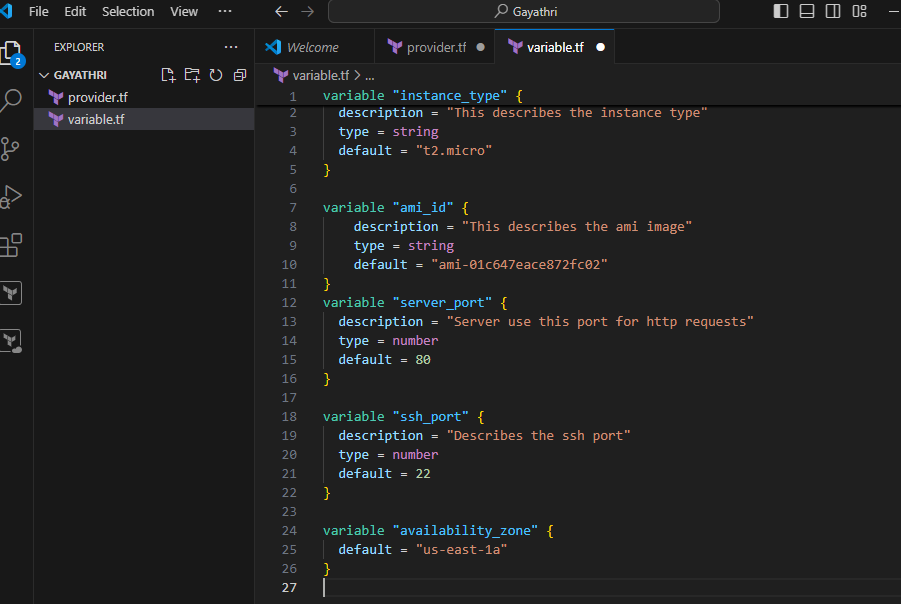 File Edit Selection View ··· Gayathri
EXPLORER ···
Welcome provider.tf variable.tf
GAYATHRI
variable.tf > ...
provider.tf
variable.tf
2
1 variable "instance_type" {
2 description = "This describes the instance type"
3 type = string
4 default = "t2.micro"
5 }
6
7 variable "ami_id" {
8 description = "This describes the ami image"
9 type = string
10 default = "ami-01c647eace872fc02"
11 }
12 variable "server_port" {
13 description = "Server use this port for http requests"
14 type = number
15 default = 80
16 }
17
18 variable "ssh_port" {
19 description = "Describes the ssh port"
20 type = number
21 default = 22
22 }
23
24 variable "availability_zone" {
25 default = "us-east-1a"
26 }
27